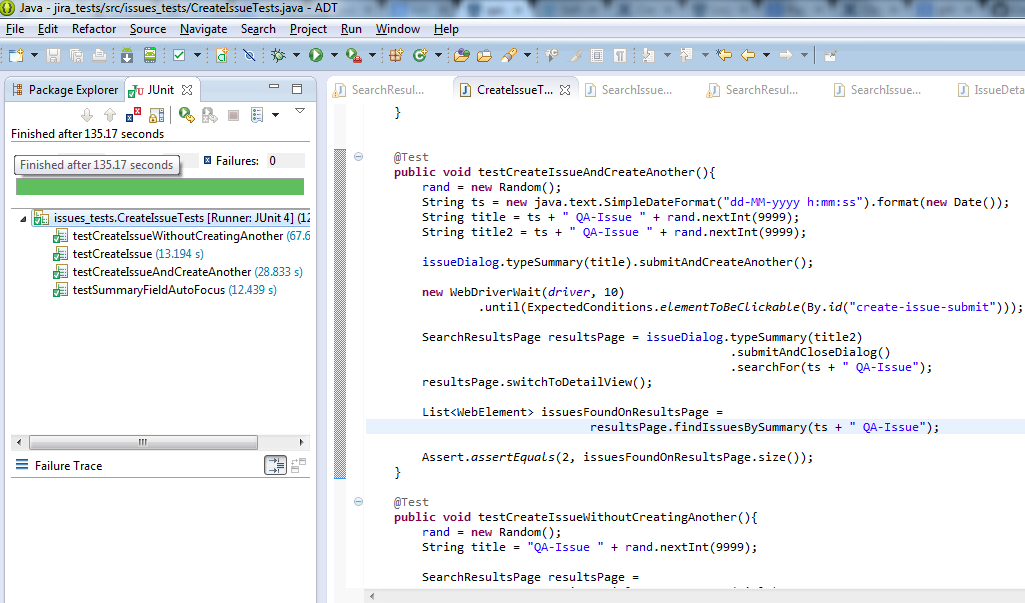 Java - jira_tests/src/issues_tests/CreateIssueTests.java - ADT
File Edit Refactor Source Navigate Search Project Run Window Help
Package Explorer JUnit
SearchResul... CreateIssueT... SearchIssue... SearchResul... SearchIssue... IssueDeta
Finished after 135.17 seconds
Finished after 135.17 seconds
Failures: 0
issues_tests.CreateIssueTests [Runner: JUnit 4] (12
testCreateIssueWithoutCreatingAnother (67.6
testCreateIssue (13.194 s)
testCreateIssueAndCreateAnother (28.833 s)
testSummaryFieldAutoFocus (12.439 s)
Failure Trace
}
@Test
public void testCreateIssueAndCreateAnother(){
rand = new Random();
String ts = new java.text.SimpleDateFormat("dd-MM-yyyy h:mm:ss").format(new Date());
String title = ts + " QA-Issue " + rand.nextInt(9999);
String title2 = ts + " QA-Issue " + rand.nextInt(9999);
issueDialog.typeSummary(title).submitAndCreateAnother();
new WebDriverWait(driver, 10)
.until(ExpectedConditions.elementToBeClickable(By.id("create-issue-submit")));
SearchResultsPage resultsPage = issueDialog.typeSummary(title2)
.submitAndCloseDialog()
.searchFor(ts + " QA-Issue");
resultsPage.switchToDetailView();
List<WebElement> issuesFoundOnResultsPage =
resultsPage.findIssuesBySummary(ts + " QA-Issue");
Assert.assertEquals(2, issuesFoundOnResultsPage.size());
}
@Test
public void testCreateIssueWithoutCreatingAnother(){
rand = new Random();
String title = "QA-Issue " + rand.nextInt(9999);
SearchResultsPage resultsPage =